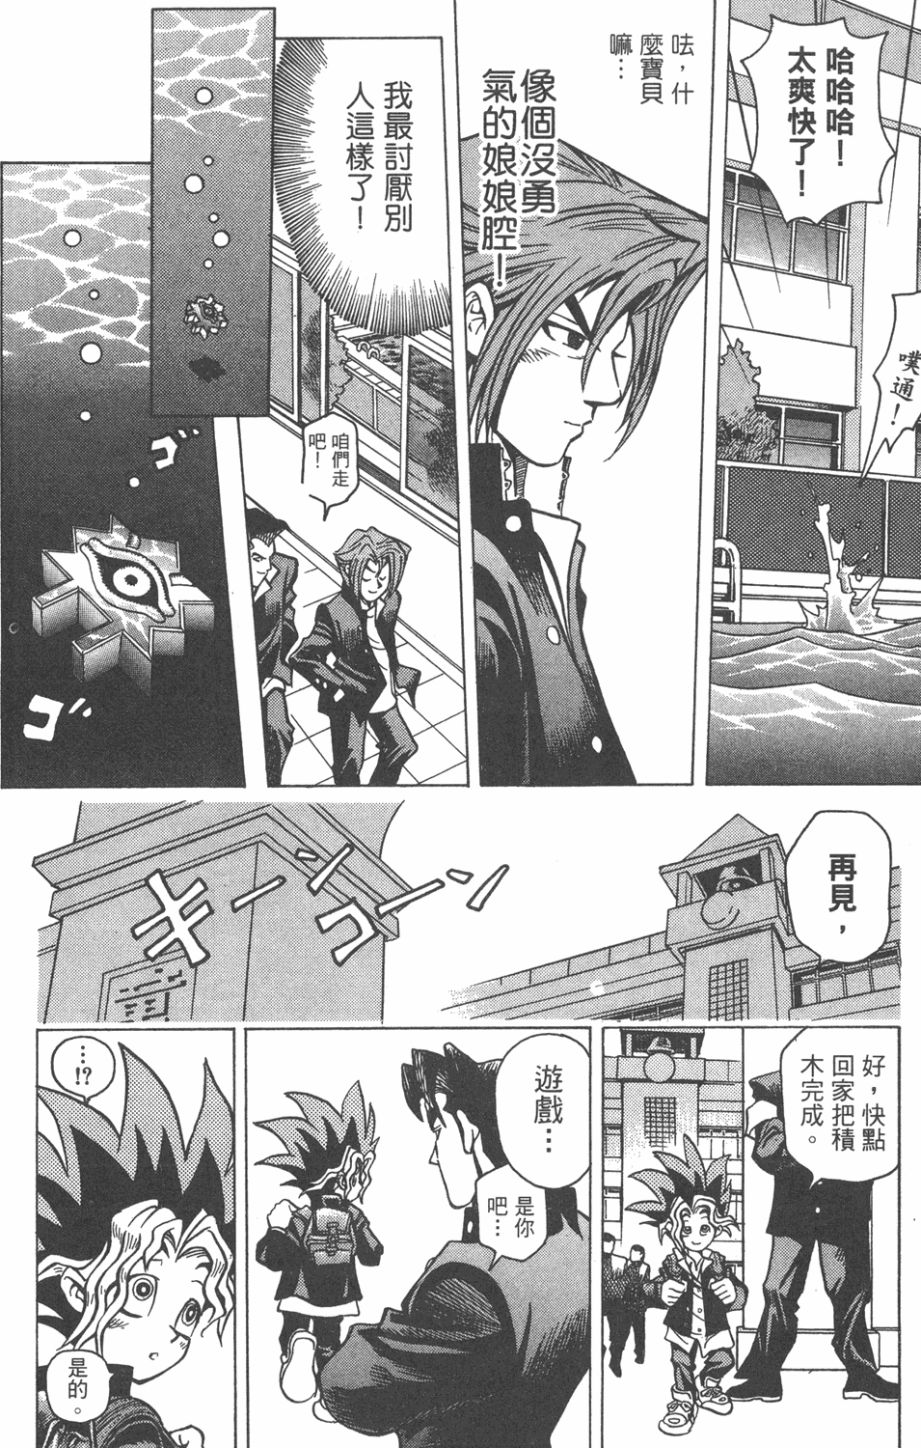 哈哈哈！
太爽快了！
噗通！
呿，什
麼寶貝
嘛…
像個沒勇
氣的娘娘腔！
我最討厭別
人這樣了！
咱們走
吧！
ゴ
ゴ
再見，
キーンコーン
好，快點
回家把積
木完成。
遊戲…
是你
吧…
…!?
是的。